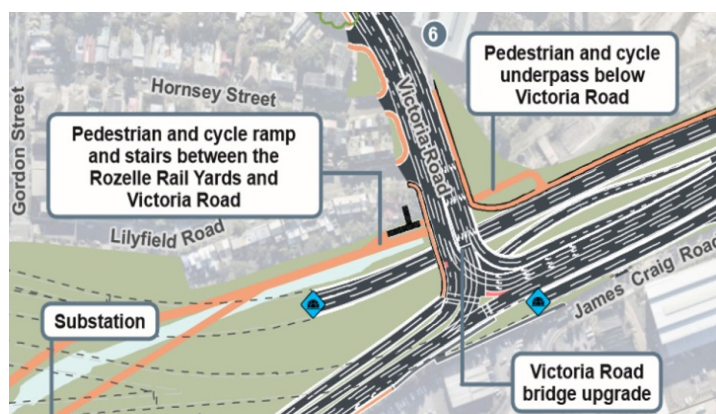 6
Pedestrian and cycle
underpass below
Victoria Road
Hornsey Street
Gordon Street
Victoria Road
Pedestrian and cycle ramp
and stairs between the
Rozelle Rail Yards and
Victoria Road
Lilyfield Road
James Craig Road
Substation
Victoria Road
bridge upgrade